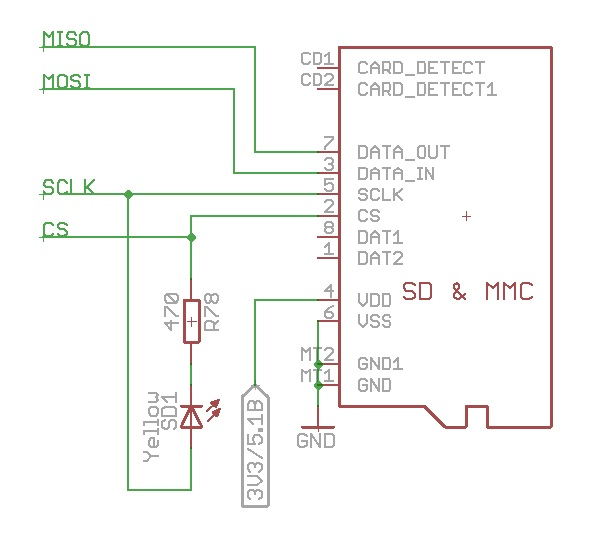 MISO
MOSI
SCLK
CS
CD1
CD2
CARD_DETECT
CARD_DETECT1
7
DATA_OUT
3
DATA_IN
5
SCLK
2
CS
8
DAT1
1
DAT2
4
VDD
6
VSS
MT2
GND1
MT1
GND
SD & MMC
470
R78
Yellow
SD1
3V3/5.1B
GND